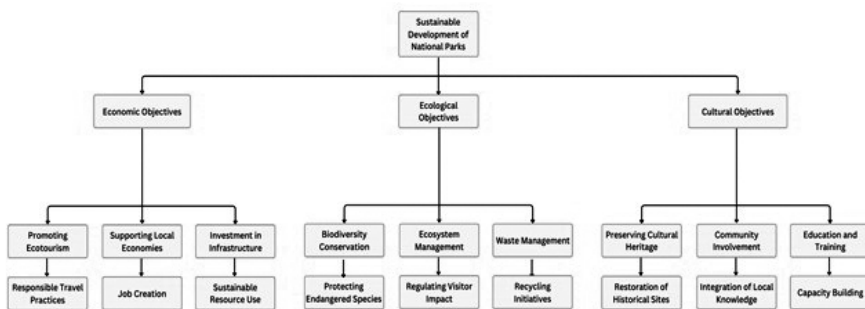 Sustainable
Development of
National Parks
Economic Objectives
Ecological
Objectives
Cultural Objectives
Promoting
Ecotourism
Supporting Local
Economies
Investment in
Infrastructure
Biodiversity
Conservation
Ecosystem
Management
Waste Management
Preserving Cultural
Heritage
Community
Involvement
Education and
Training
Responsible Travel
Practices
Job Creation
Sustainable
Resource Use
Protecting
Endangered Species
Regulating Visitor
Impact
Recycling
Initiatives
Restoration of
Historical Sites
Integration of Local
Knowledge
Capacity Building